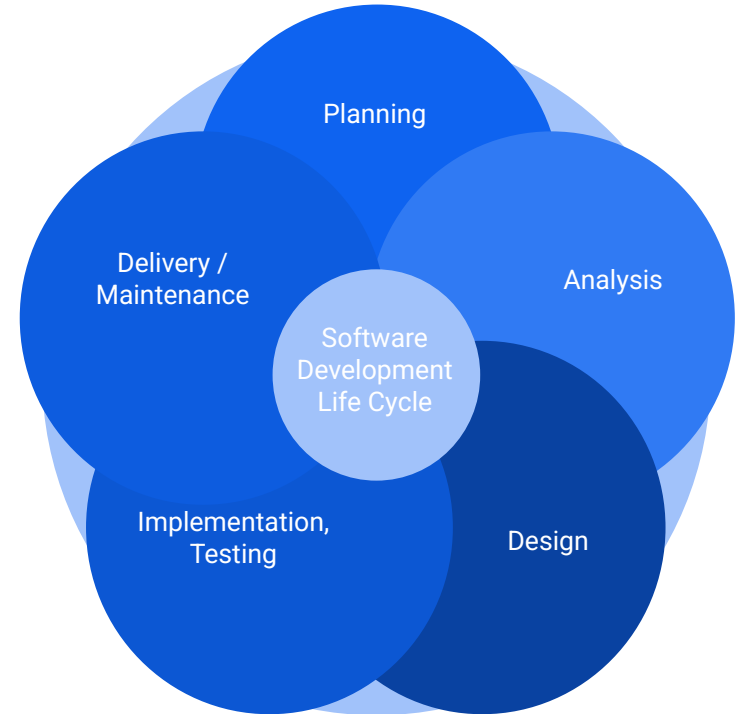 Planning
Analysis
Delivery /
Maintenance
Software
Development
Life Cycle
Implementation,
Testing
Design